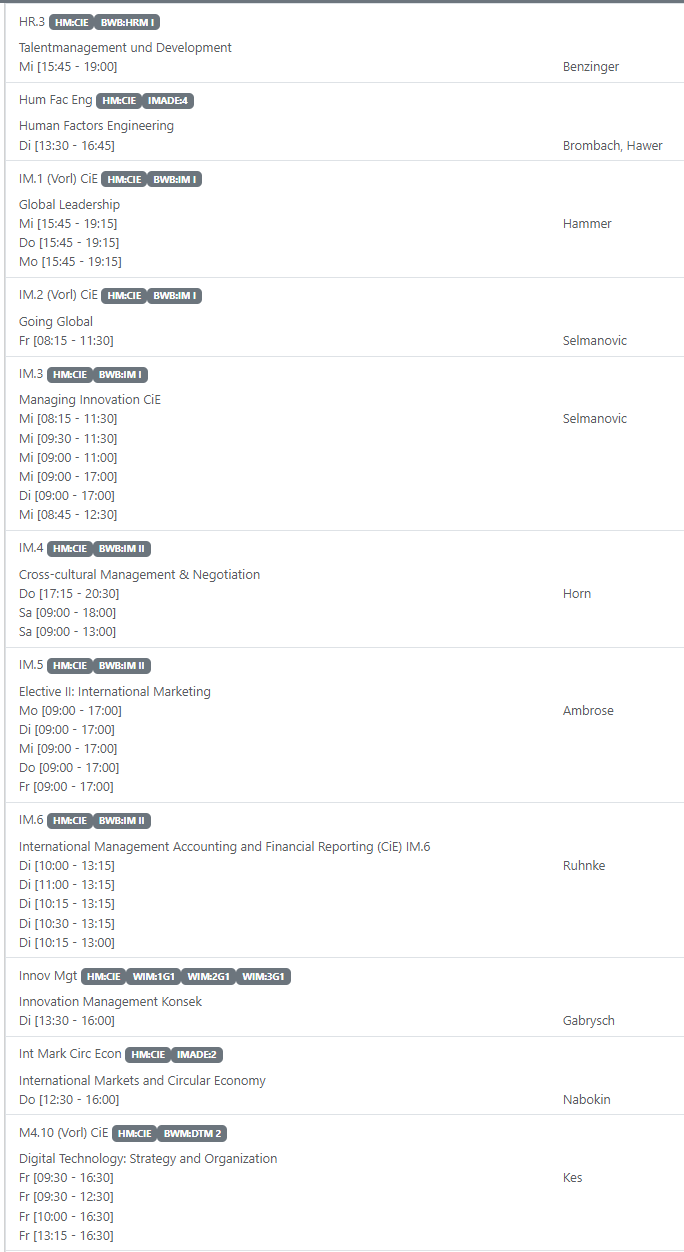 HR.3 HM:CIE BWB:HRM I
Talentmanagement und Development
Mi [15:45 - 19:00] Benzinger
Hum Fac Eng HM:CIE IMADE:4
Human Factors Engineering
Di [13:30 - 16:45] Brombach, Hawer
IM.1 (Vorl) CiE HM:CIE BWB:IM I
Global Leadership
Mi [15:45 - 19:15] Hammer
Do [15:45 - 19:15]
Mo [15:45 - 19:15]
IM.2 (Vorl) CiE HM:CIE BWB:IM I
Going Global
Fr [08:15 - 11:30] Selmanovic
IM.3 HM:CIE BWB:IM I
Managing Innovation CiE
Mi [08:15 - 11:30] Selmanovic
Mi [09:30 - 11:30]
Mi [09:00 - 11:00]
Mi [09:00 - 17:00]
Di [09:00 - 17:00]
Mi [08:45 - 12:30]
IM.4 HM:CIE BWB:IM II
Cross-cultural Management & Negotiation
Do [17:15 - 20:30] Horn
Sa [09:00 - 18:00]
Sa [09:00 - 13:00]
IM.5 HM:CIE BWB:IM II
Elective II: International Marketing
Mo [09:00 - 17:00] Ambrose
Di [09:00 - 17:00]
Mi [09:00 - 17:00]
Do [09:00 - 17:00]
Fr [09:00 - 17:00]
IM.6 HM:CIE BWB:IM II
International Management Accounting and Financial Reporting (CiE) IM.6
Di [10:00 - 13:15] Ruhnke
Di [11:00 - 13:15]
Di [10:15 - 13:15]
Di [10:30 - 13:15]
Di [10:15 - 13:00]
Innov Mgt HM:CIE WIM:1G1 WIM:2G1 WIM:3G1
Innovation Management Konsek
Di [13:30 - 16:00] Gabrysch
Int Mark Circ Econ HM:CIE IMADE:2
International Markets and Circular Economy
Do [12:30 - 16:00] Nabokin
M4.10 (Vorl) CiE HM:CIE BWM:DTM 2
Digital Technology: Strategy and Organization
Fr [09:30 - 16:30] Kes
Fr [09:30 - 12:30]
Fr [10:00 - 16:30]
Fr [13:15 - 16:30]